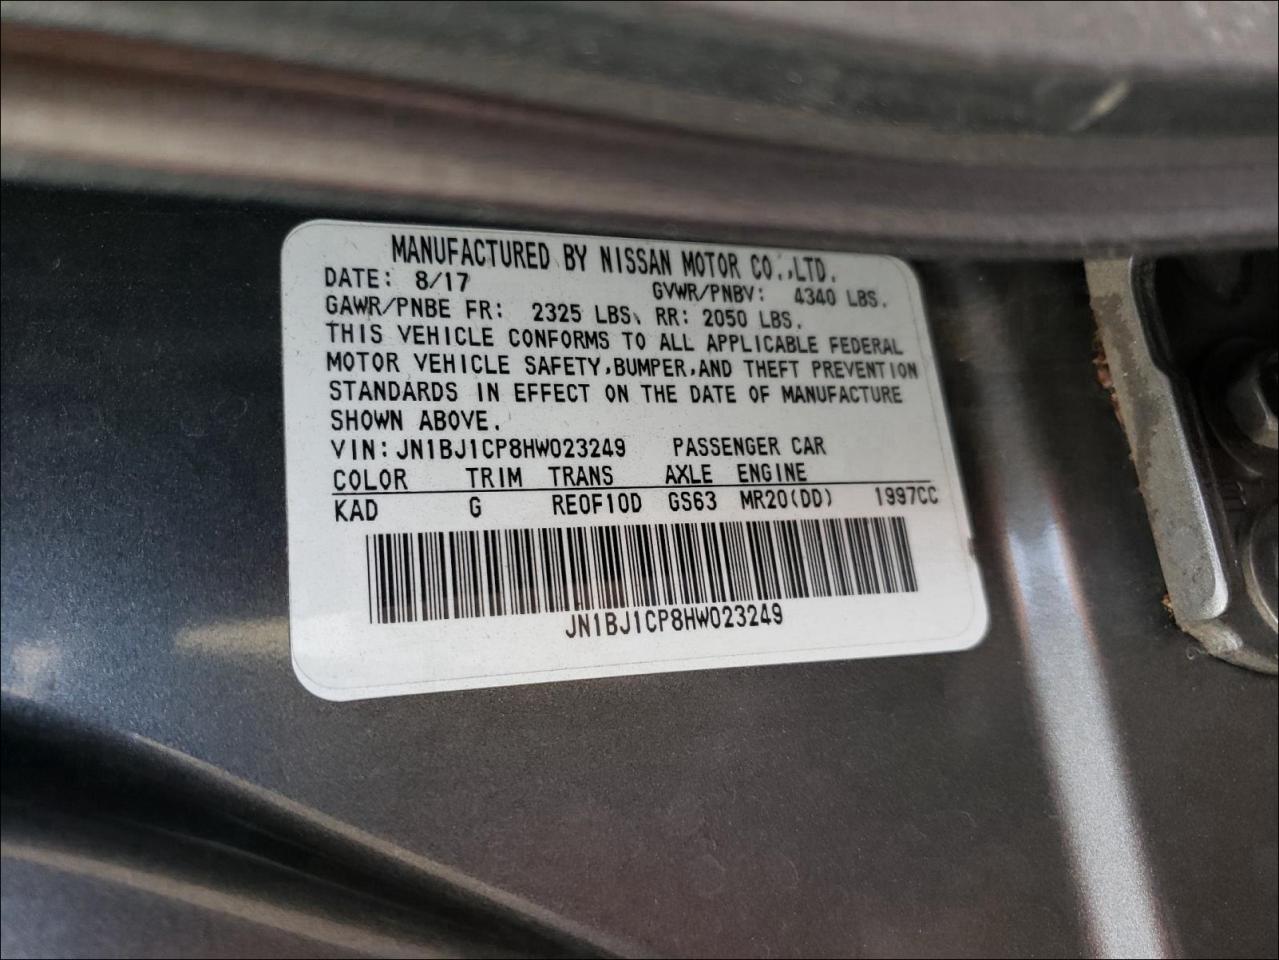 MANUFACTURED BY NISSAN MOTOR CO.,LTD.
DATE: 8/17 GVWR/PNBV: 4340 LBS.
GAWR/PNBE FR: 2325 LBS, RR: 2050 LBS.
THIS VEHICLE CONFORMS TO ALL APPLICABLE FEDERAL
MOTOR VEHICLE SAFETY,BUMPER,AND THEFT PREVENTION
STANDARDS IN EFFECT ON THE DATE OF MANUFACTURE
SHOWN ABOVE.
VIN:JN1BJ1CP8HW023249 PASSENGER CAR
COLOR TRIM TRANS AXLE ENGINE
KAD G RE0F10D GS63 MR20(DD) 1997CC
JN1BJ1CP8HW023249